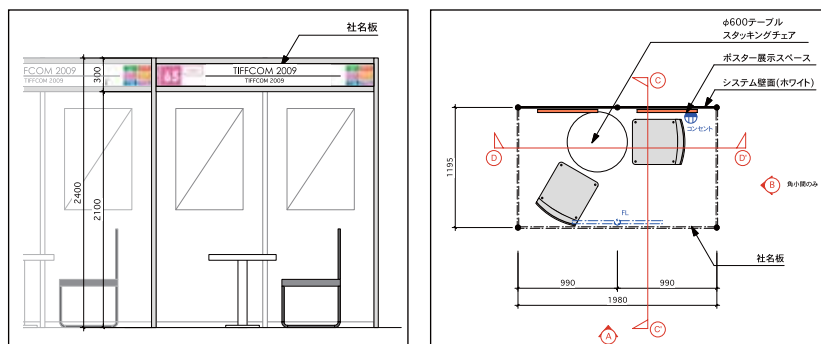 社名板
FCOM 2009
TIFFCOM 2009
65
TIFFCOM 2009
TIFFCOM 2009
300
2400
2100
φ600テーブル
スタッキングチェア
ポスター展示スペース
システム壁面(ホワイト)
C
コンセント
D
D'
1195
B
角小間のみ
FL
社名板
990
990
1980
C'
A